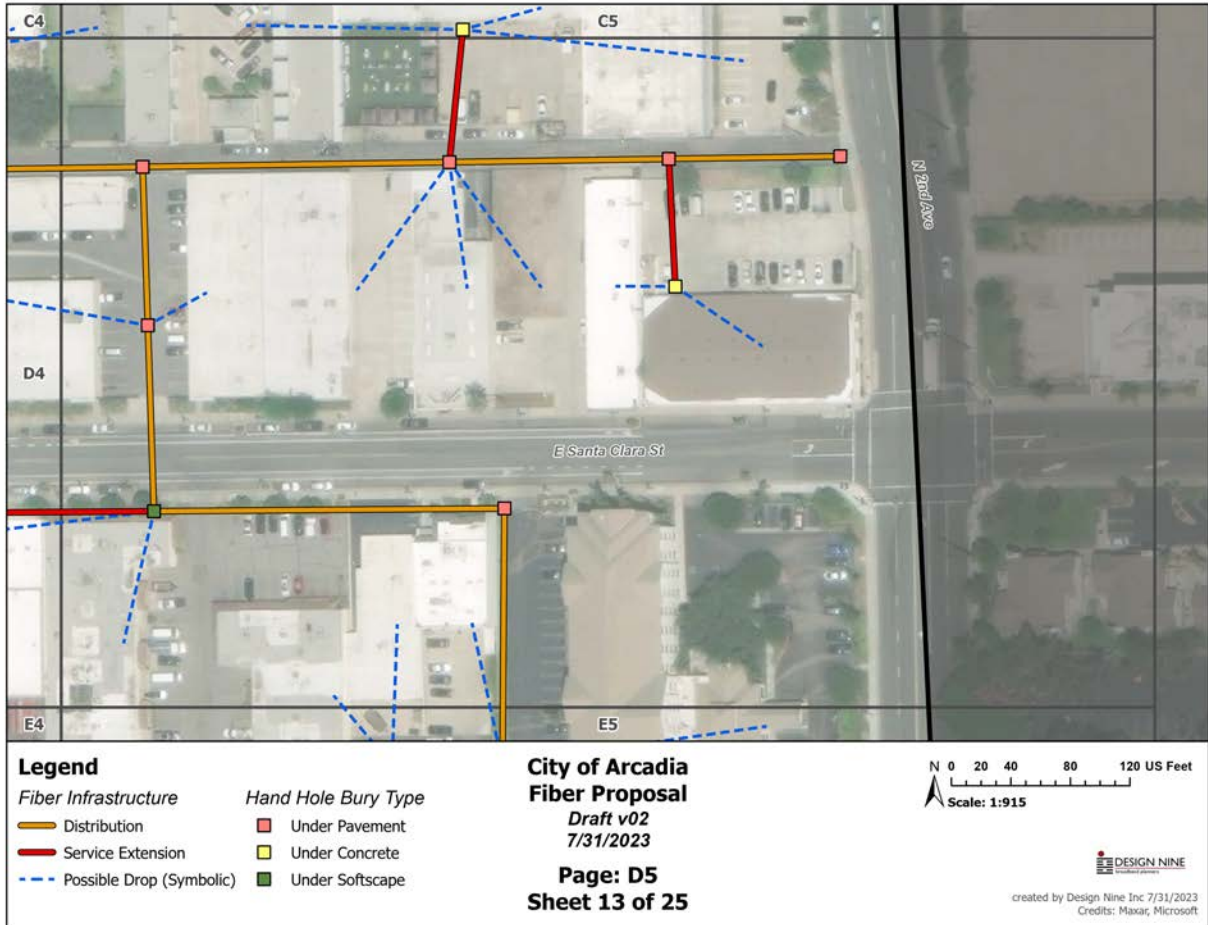 C4
C5
N 2nd Ave
D4
E Santa Clara St
E4
E5
Legend
Fiber Infrastructure
Distribution
Service Extension
Possible Drop (Symbolic)
Hand Hole Bury Type
Under Pavement
Under Concrete
Under Softscape
City of Arcadia
Fiber Proposal
Draft v02
7/31/2023
Page: D5
Sheet 13 of 25
N 0 20 40 80 120 US Feet
Scale: 1:915
DESIGN NINE
broadband planners
created by Design Nine Inc 7/31/2023
Credits: Maxar, Microsoft